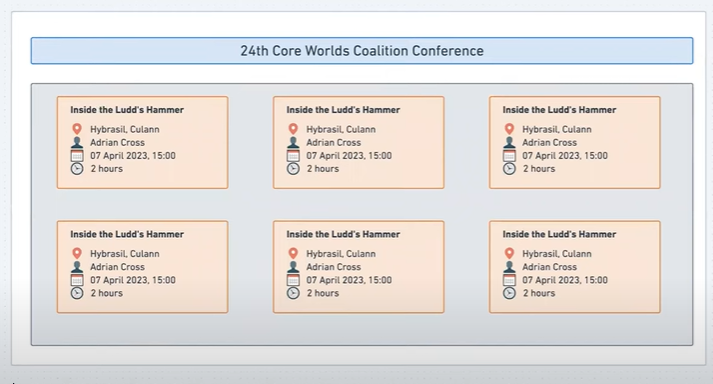 24th Core Worlds Coalition Conference
Inside the Ludd's Hammer
Hybrasil, Culann
Adrian Cross
07 April 2023, 15:00
2 hours
Inside the Ludd's Hammer
Hybrasil, Culann
Adrian Cross
07 April 2023, 15:00
2 hours
Inside the Ludd's Hammer
Hybrasil, Culann
Adrian Cross
07 April 2023, 15:00
2 hours
Inside the Ludd's Hammer
Hybrasil, Culann
Adrian Cross
07 April 2023, 15:00
2 hours
Inside the Ludd's Hammer
Hybrasil, Culann
Adrian Cross
07 April 2023, 15:00
2 hours
Inside the Ludd's Hammer
Hybrasil, Culann
Adrian Cross
07 April 2023, 15:00
2 hours